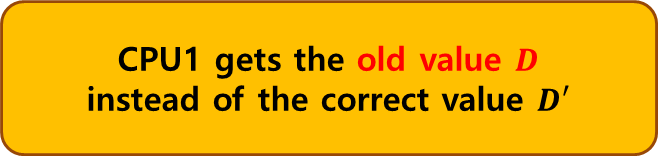 CPU1 gets the old value D
instead of the correct value D′